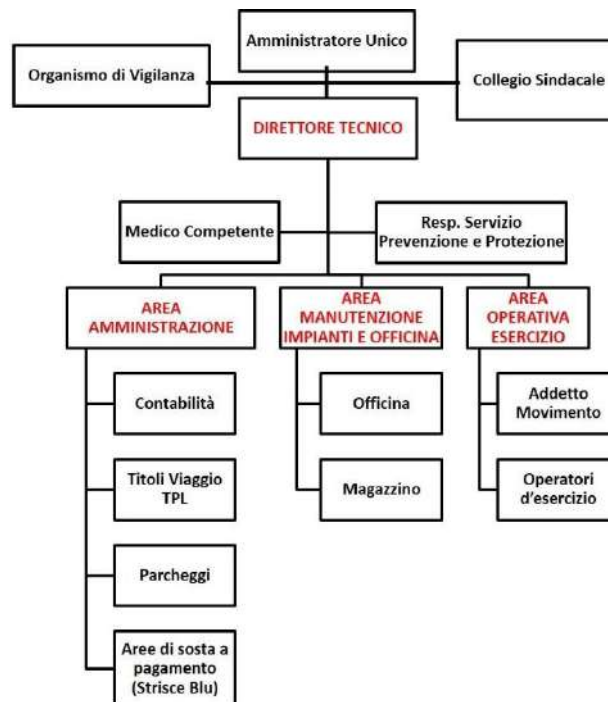 Amministratore Unico
Organismo di Vigilanza
Collegio Sindacale
DIRETTORE TECNICO
Medico Competente
Resp. Servizio
Prevenzione e Protezione
AREA
AMMINISTRAZIONE
AREA
MANUTENZIONE
IMPIANTI E OFFICINA
AREA
OPERATIVA
ESERCIZIO
Contabilità
Titoli Viaggio
TPL
Parcheggi
Aree di sosta a
pagamento
(Strisce Blu)
Officina
Magazzino
Addetto
Movimento
Operatori
d'esercizio